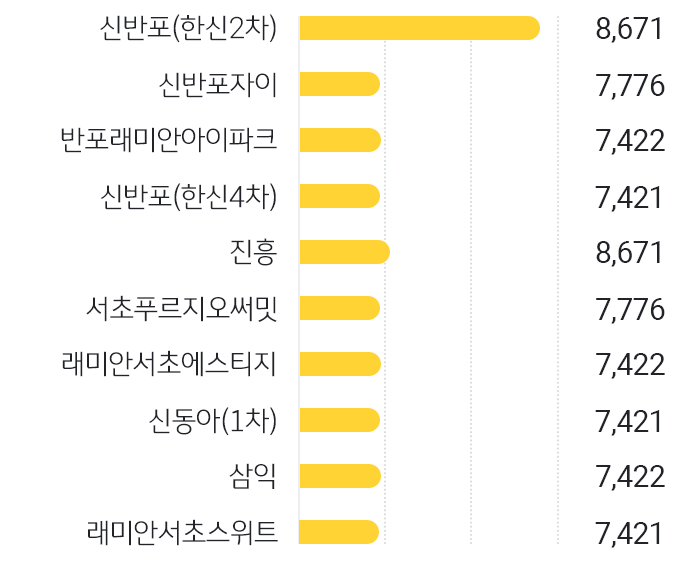 신반포(한신2차) 8,671
신반포자이 7,776
반포래미안아이파크 7,422
신반포(한신4차) 7,421
진흥 8,671
서초푸르지오써밋 7,776
래미안서초에스티지 7,422
신동아(1차) 7,421
삼익 7,422
래미안서초스위트 7,421